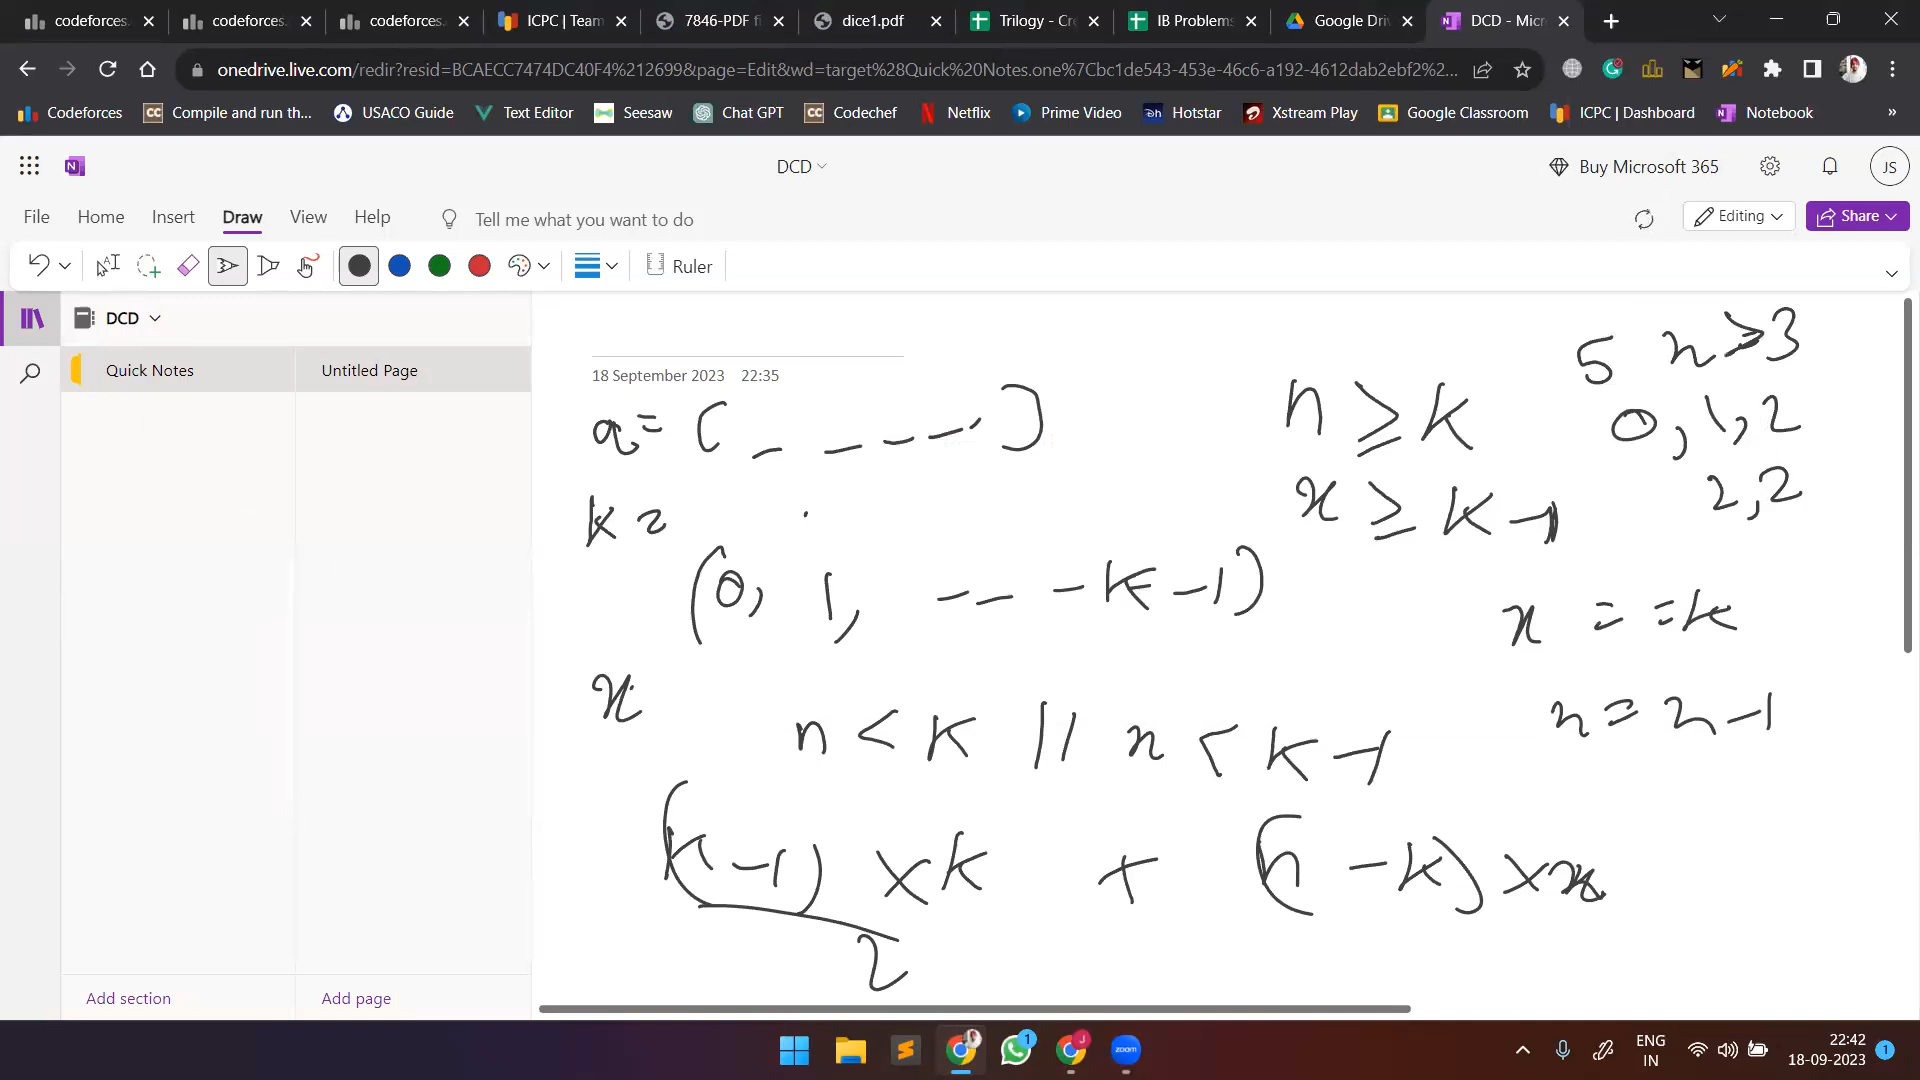 codeforces.
codeforces.
codeforces.
ICPC | Team
7846-PDF fi
dice1.pdf
Trilogy - Cre
IB Problems
Google Driv
DCD - Micr
onedrive.live.com/redir?resid=BCAECC7474DC40F4%212699&page=Edit&wd=target%28Quick%20Notes.one%7Cbc1de543-453e-46c6-a192-4612dab2ebf2%2...
Codeforces
Compile and run th...
USACO Guide
Text Editor
Seesaw
Chat GPT
Codechef
Netflix
Prime Video
Hotstar
Xstream Play
Google Classroom
ICPC | Dashboard
Notebook
»
DCD
Buy Microsoft 365
JS
File Home Insert Draw View Help
Tell me what you want to do
Editing
Share
Ruler
DCD
Quick Notes
Untitled Page
18 September 2023 22:35
5 n>3
a= [ _ _ _ _ ]
n ≥ k
0, 1, 2
k =
x ≥ k-1
2, 2
(0, 1, -- - k-1)
x == k
x
n < k || x < k-1
x = x-1
(k-1) × k / 2 + (n-k) × x
Add section
Add page
1
zoom
ENG
IN
22:42
18-09-2023
1